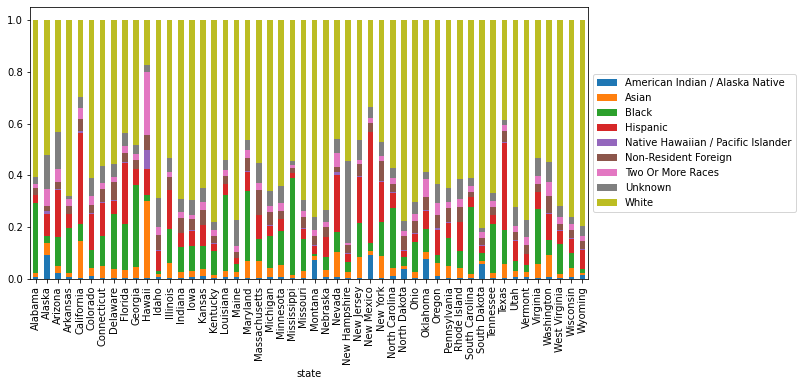 1.0
0.8
0.6
0.4
0.2
0.0
American Indian / Alaska Native
Asian
Black
Hispanic
Native Hawaiian / Pacific Islander
Non-Resident Foreign
Two Or More Races
Unknown
White
Alabama
Alaska
Arizona
Arkansas
California
Colorado
Connecticut
Delaware
Florida
Georgia
Hawaii
Idaho
Illinois
Indiana
Iowa
Kansas
Kentucky
Louisiana
Maine
Maryland
Massachusetts
Michigan
Minnesota
Mississippi
Missouri
Montana
Nebraska
Nevada
New Hampshire
New Jersey
New Mexico
New York
North Carolina
North Dakota
Ohio
Oklahoma
Oregon
Pennsylvania
Rhode Island
South Carolina
South Dakota
Tennessee
Texas
Utah
Vermont
Virginia
Washington
West Virginia
Wisconsin
Wyoming
state